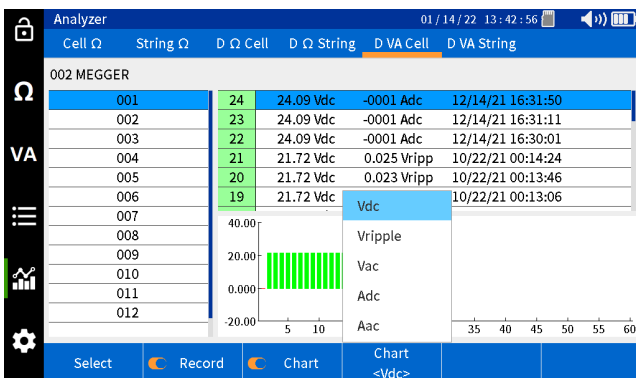 Analyzer 01/14/22 13:42:56
Cell Ω String Ω D Ω Cell D Ω String D VA Cell D VA String
002 MEGGER
Ω
VA
001
002
003
004
005
006
007
008
009
010
011
012
24 24.09 Vdc -0001 Adc 12/14/21 16:31:50
23 24.09 Vdc -0001 Adc 12/14/21 16:31:11
22 24.09 Vdc -0001 Adc 12/14/21 16:30:01
21 21.72 Vdc 0.025 Vripp 10/22/21 00:14:24
20 21.72 Vdc 0.023 Vripp 10/22/21 00:13:46
19 21.72 Vdc 10/22/21 00:13:06
Vdc
Vripple
Vac
Adc
Aac
40.00
20.00
0.000
-20.00
5 10 35 40 45 50 55 60
Select Record Chart Chart
<Vdc>